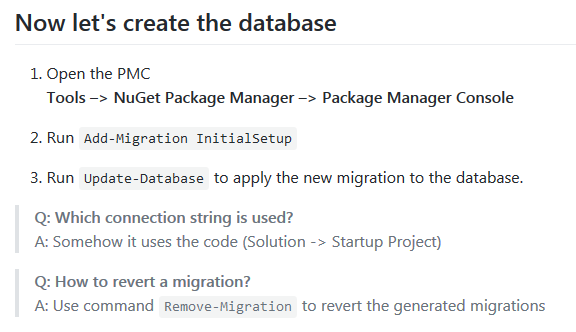 Now let's create the database
1. Open the PMC
Tools –> NuGet Package Manager –> Package Manager Console
2. Run Add-Migration InitialSetup
3. Run Update-Database to apply the new migration to the database.
Q: Which connection string is used?
A: Somehow it uses the code (Solution -> Startup Project)
Q: How to revert a migration?
A: Use command Remove-Migration to revert the generated migrations